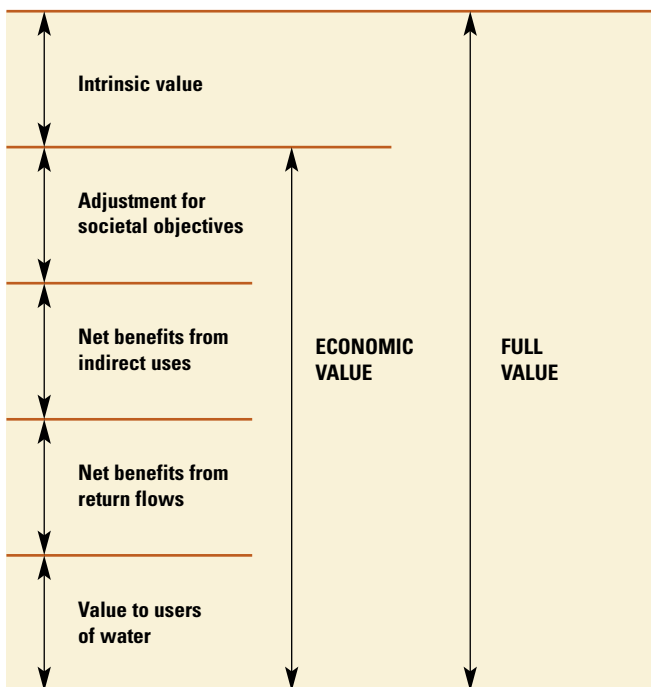 Intrinsic value
Adjustment for
societal objectives
Net benefits from
indirect uses
ECONOMIC
VALUE
FULL
VALUE
Net benefits from
return flows
Value to users
of water